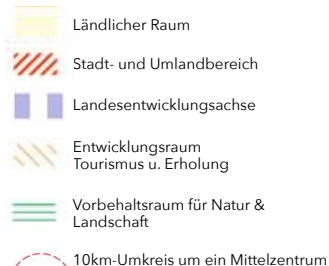 Ländlicher Raum
Stadt- und Umlandbereich
Landesentwicklungsachse
Entwicklungsraum
Tourismus u. Erholung
Vorbehaltsraum für Natur &
Landschaft
10km-Umkreis um ein Mittelzentrum